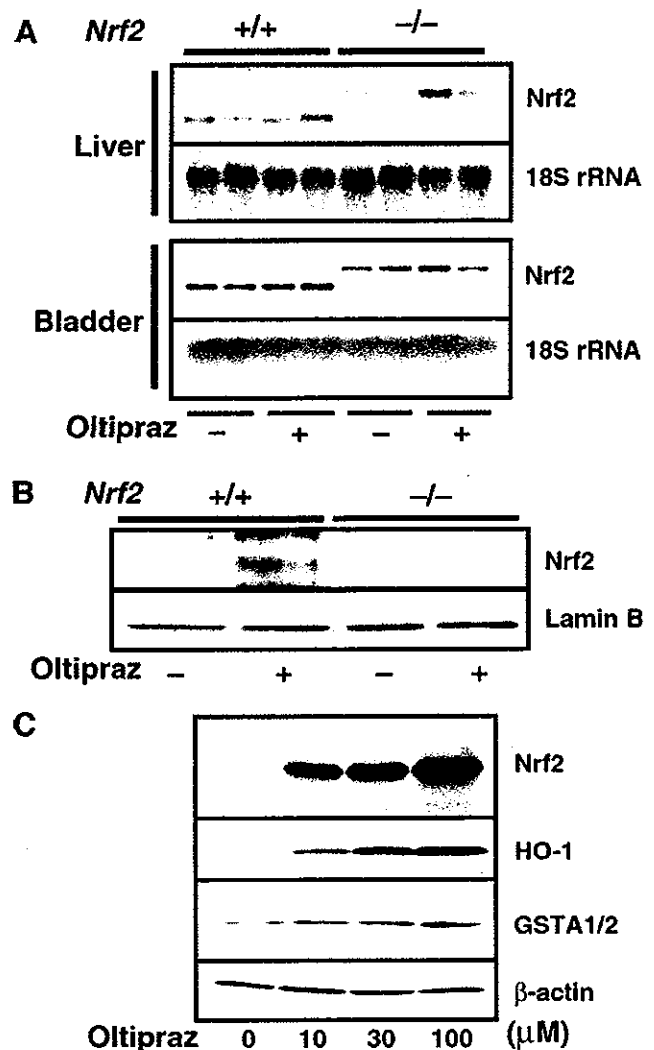 A Nrf2 +/+ –/–
Liver
Nrf2
18S rRNA
Bladder
Nrf2
18S rRNA
Oltipraz – + – +
B Nrf2 +/+ –/–
Nrf2
Lamin B
Oltipraz – + – +
C
Nrf2
HO-1
GSTA1/2
β-actin
Oltipraz 0 10 30 100 (μM)